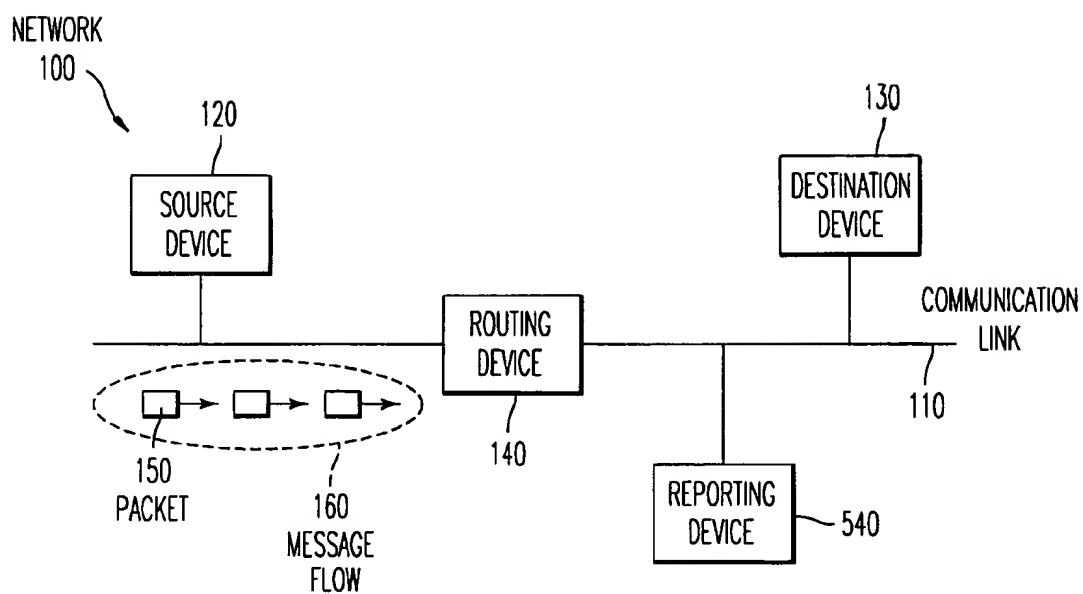 NETWORK
100
120
SOURCE
DEVICE
130
DESTINATION
DEVICE
ROUTING
DEVICE
140
COMMUNICATION
LINK
110
150
PACKET
160
MESSAGE
FLOW
REPORTING
DEVICE
540